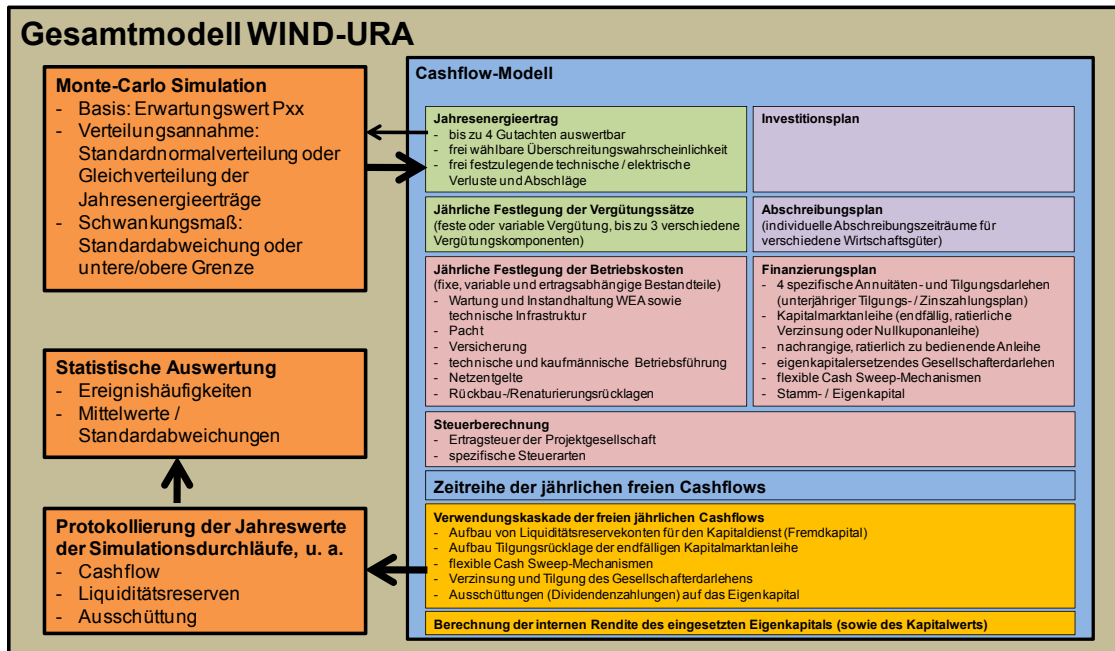 Gesamtmodell WIND-URA
Monte-Carlo Simulation
- Basis: Erwartungswert Pxx
- Verteilungsannahme:
Standardnormalverteilung oder
Gleichverteilung der
Jahresenergieerträge
- Schwankungsmaß:
Standardabweichung oder
untere/obere Grenze
Statistische Auswertung
- Ereignishäufigkeiten
- Mittelwerte /
Standardabweichungen
Protokollierung der Jahreswerte
der Simulationsdurchläufe, u. a.
- Cashflow
- Liquiditätsreserven
- Ausschüttung
Cashflow-Modell
Jahresenergieertrag
- bis zu 4 Gutachten auswertbar
- frei wählbare Überschreitungswahrscheinlichkeit
- frei festzulegende technische / elektrische
Verluste und Abschläge
Investitionsplan
Jährliche Festlegung der Vergütungssätze
(feste oder variable Vergütung, bis zu 3 verschiedene
Vergütungskomponenten)
Abschreibungsplan
(individuelle Abschreibungszeiträume für
verschiedene Wirtschaftsgüter)
Jährliche Festlegung der Betriebskosten
(fixe, variable und ertragsabhängige Bestandteile)
- Wartung und Instandhaltung WEA sowie
technische Infrastruktur
- Pacht
- Versicherung
- technische und kaufmännische Betriebsführung
- Netzentgelte
- Rückbau-/Renaturierungsrücklagen
Finanzierungsplan
- 4 spezifische Annuitäten- und Tilgungsdarlehen
(unterjähriger Tilgungs- / Zinszahlungsplan)
- Kapitalmarktanleihe (endfällig, ratierliche
Verzinsung oder Nullkuponanleihe)
- nachrangige, ratierlich zu bedienende Anleihe
- eigenkapitalersetzendes Gesellschafterdarlehen
- flexible Cash Sweep-Mechanismen
- Stamm- / Eigenkapital
Steuerberechnung
- Ertragsteuer der Projektgesellschaft
- spezifische Steuerarten
Zeitreihe der jährlichen freien Cashflows
Verwendungskaskade der freien jährlichen Cashflows
- Aufbau von Liquiditätsreservekonten für den Kapitaldienst (Fremdkapital)
- Aufbau Tilgungsrücklage der endfälligen Kapitalmarktanleihe
- flexible Cash Sweep-Mechanismen
- Verzinsung und Tilgung des Gesellschafterdarlehens
- Ausschüttungen (Dividendenzahlungen) auf das Eigenkapital
Berechnung der internen Rendite des eingesetzten Eigenkapitals (sowie des Kapitalwerts)